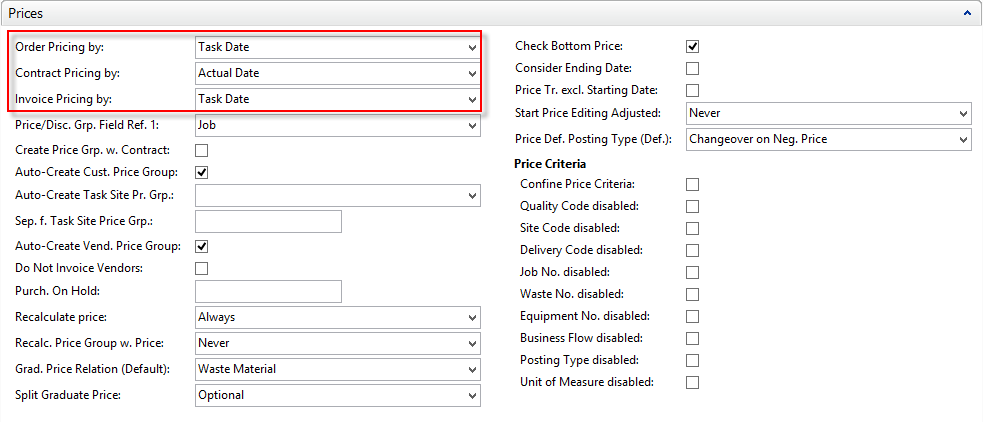 Prices
Order Pricing by: Task Date
Contract Pricing by: Actual Date
Invoice Pricing by: Task Date
Price/Disc. Grp. Field Ref. 1: Job
Create Price Grp. w. Contract:
Auto-Create Cust. Price Group:
Auto-Create Task Site Pr. Grp.:
Sep. f. Task Site Price Grp.:
Auto-Create Vend. Price Group:
Do Not Invoice Vendors:
Purch. On Hold:
Recalculate price: Always
Recalc. Price Group w. Price: Never
Grad. Price Relation (Default): Waste Material
Split Graduate Price: Optional
Check Bottom Price:
Consider Ending Date:
Price Tr. excl. Starting Date:
Start Price Editing Adjusted: Never
Price Def. Posting Type (Def.): Changeover on Neg. Price
Price Criteria
Confine Price Criteria:
Quality Code disabled:
Site Code disabled:
Delivery Code disabled:
Job No. disabled:
Waste No. disabled:
Equipment No. disabled:
Business Flow disabled:
Posting Type disabled:
Unit of Measure disabled: